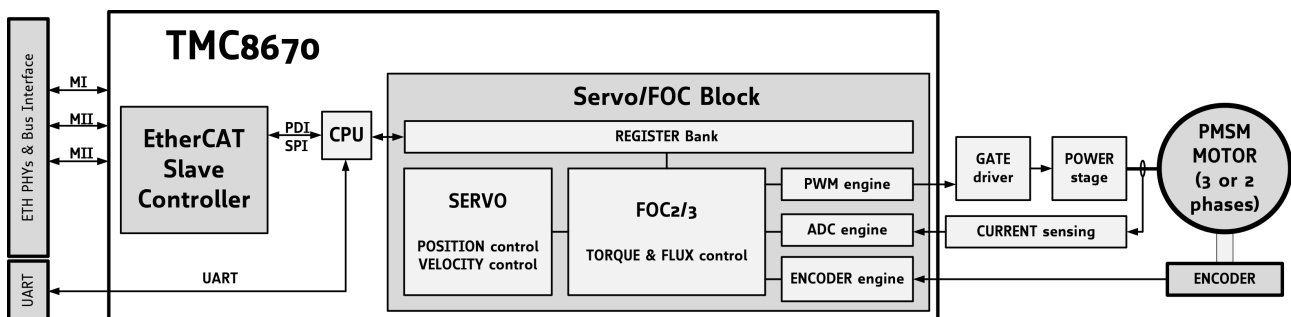 TMC8670
ETH PHYs & Bus Interface
MI
MII
MII
EtherCAT
Slave
Controller
PDI
SPI
CPU
Servo/FOC Block
REGISTER Bank
SERVO
POSITION control
VELOCITY control
FOC2/3
TORQUE & FLUX control
PWM engine
ADC engine
ENCODER engine
GATE
driver
POWER
stage
CURRENT sensing
PMSM
MOTOR
(3 or 2
phases)
ENCODER
UART
UART